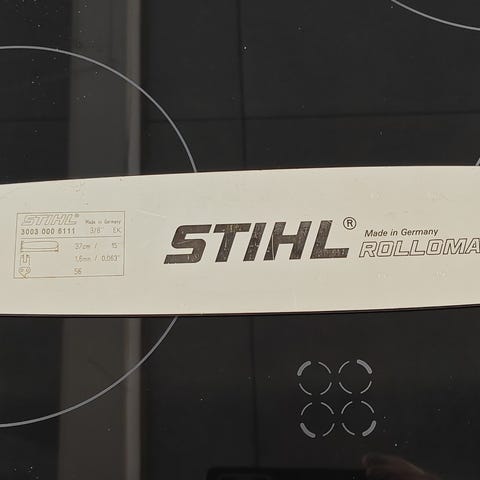 STIHL Made in Germany
3003 000 6111 3/8" EK
37cm / 15
1,6mm / 0,063"
56
STIHL®
Made in Germany
ROLLOMA